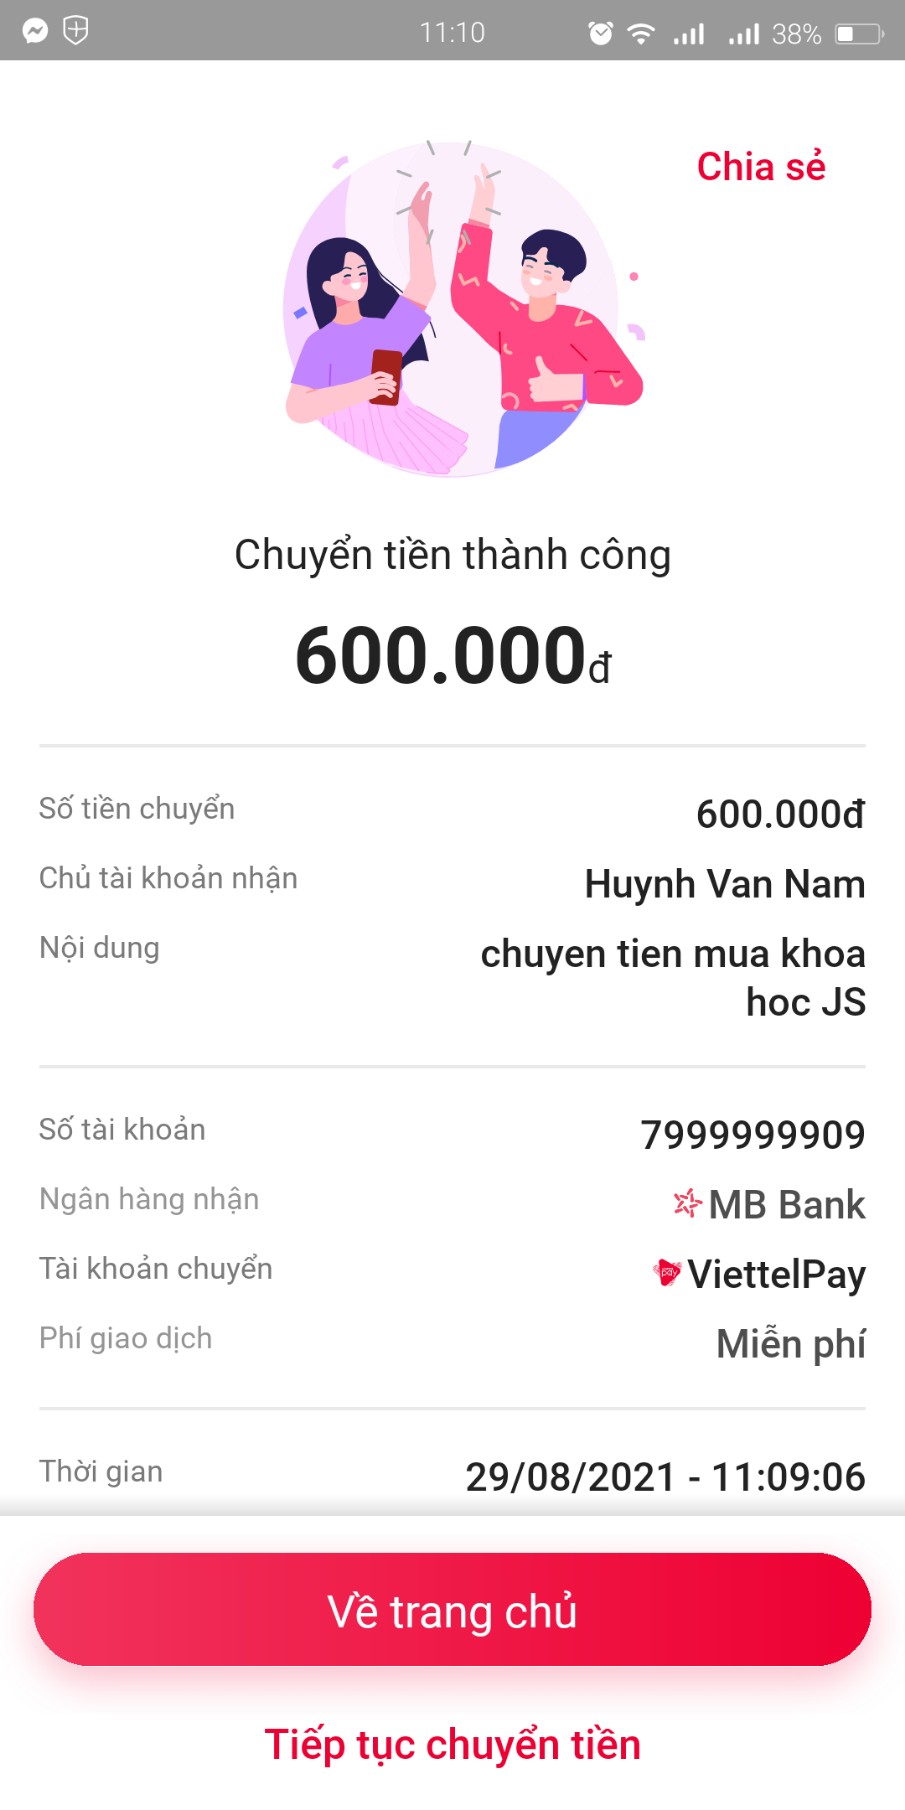 11:10
38%
Chia sẻ
Chuyển tiền thành công
600.000đ
Số tiền chuyển 600.000đ
Chủ tài khoản nhận Huynh Van Nam
Nội dung chuyen tien mua khoa
hoc JS
Số tài khoản 7999999909
Ngân hàng nhận MB Bank
Tài khoản chuyển pay ViettelPay
Phí giao dịch Miễn phí
Thời gian 29/08/2021 - 11:09:06
Về trang chủ
Tiếp tục chuyển tiền